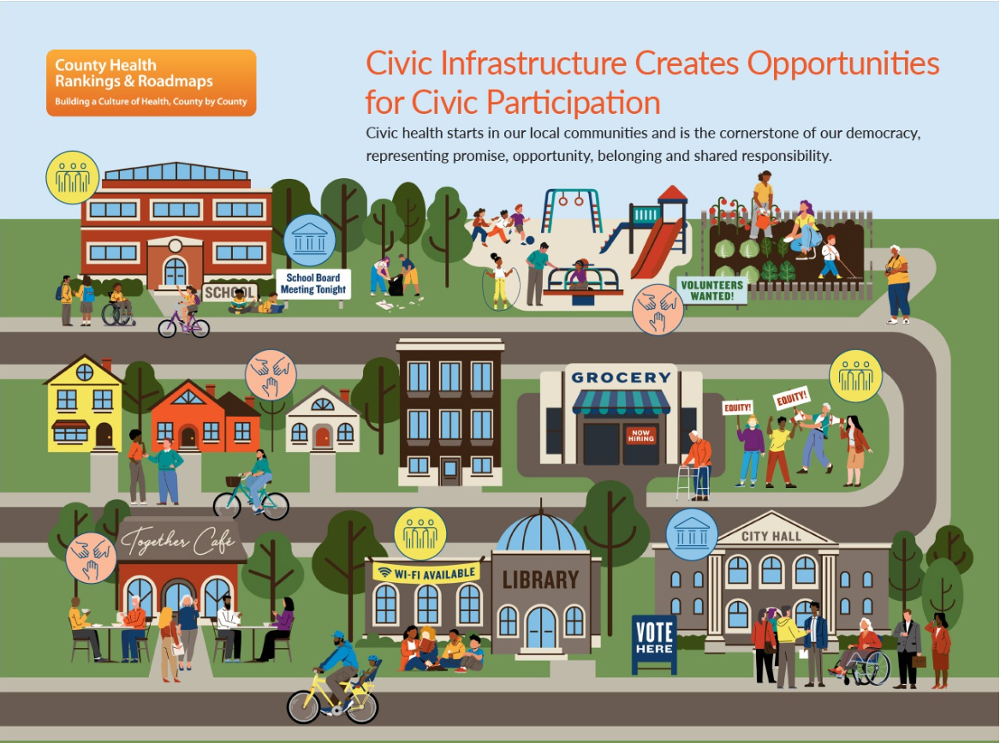 County Health
Rankings & Roadmaps
Building a Culture of Health, County by County
Civic Infrastructure Creates Opportunities
for Civic Participation
Civic health starts in our local communities and is the cornerstone of our democracy,
representing promise, opportunity, belonging and shared responsibility.
SCHOOL
School Board
Meeting Tonight
VOLUNTEERS
WANTED!
GROCERY
NOW
HIRING
EQUITY!
EQUITY!
Together Café
WI-FI AVAILABLE
LIBRARY
CITY HALL
VOTE
HERE